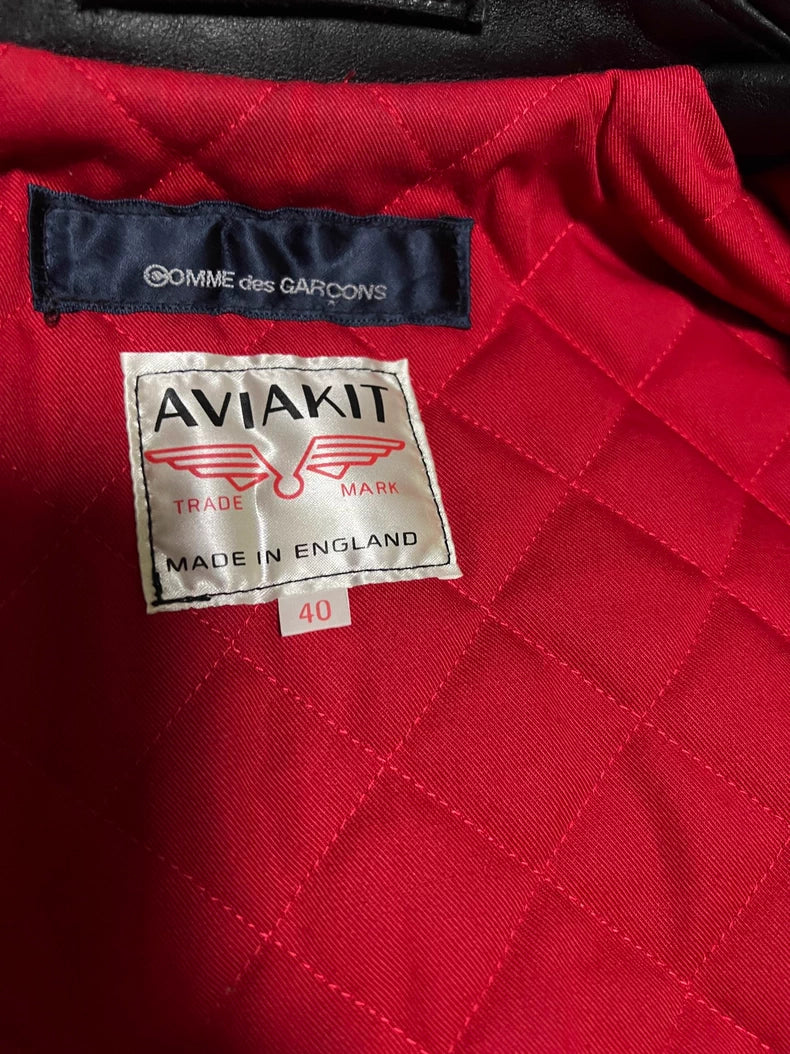 COMME des GARÇONS
AVIAKIT
TRADE MARK
MADE IN ENGLAND
40